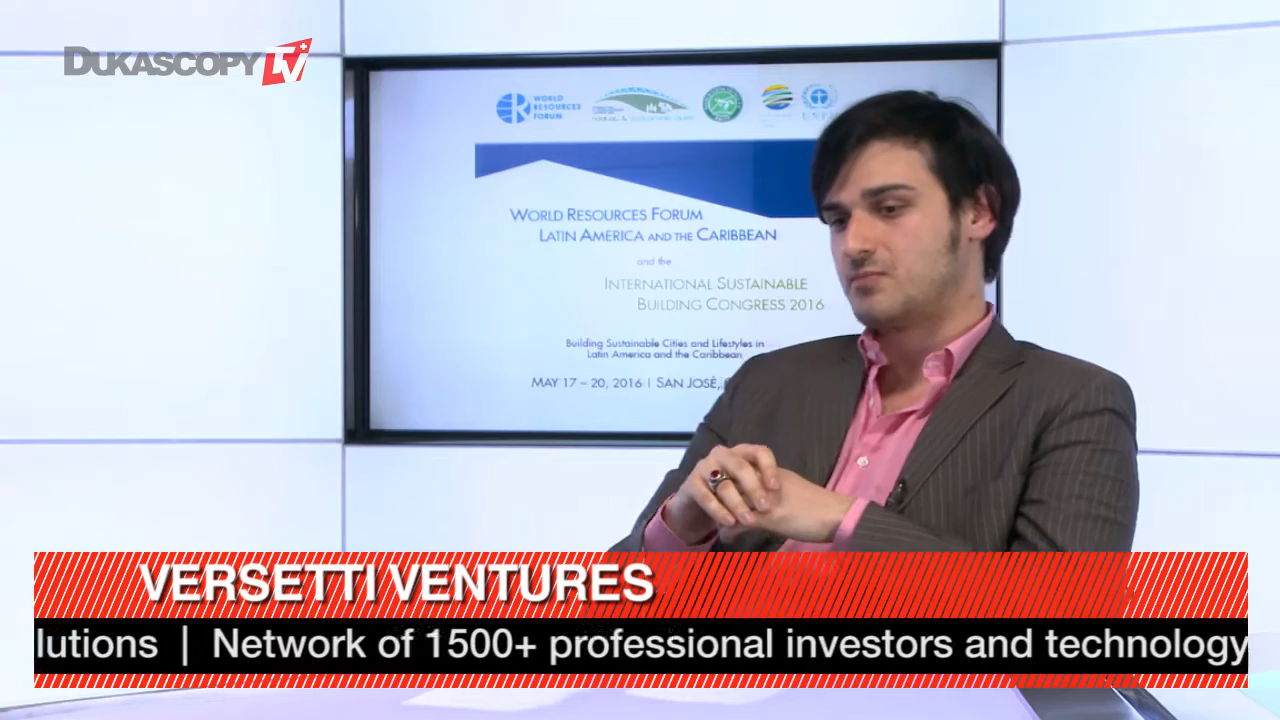 DUKASCOPY TV
WORLD
RESOURCES
FORUM
WORLD RESOURCES FORUM
LATIN AMERICA AND THE CARIBBEAN
and the
INTERNATIONAL SUSTAINABLE
BUILDING CONGRESS 2016
Building Sustainable Cities and Lifestyles in
Latin America and the Caribbean
MAY 17 – 20, 2016 | SAN JOSÉ,
VERSETTI VENTURES
lutions | Network of 1500+ professional investors and technology